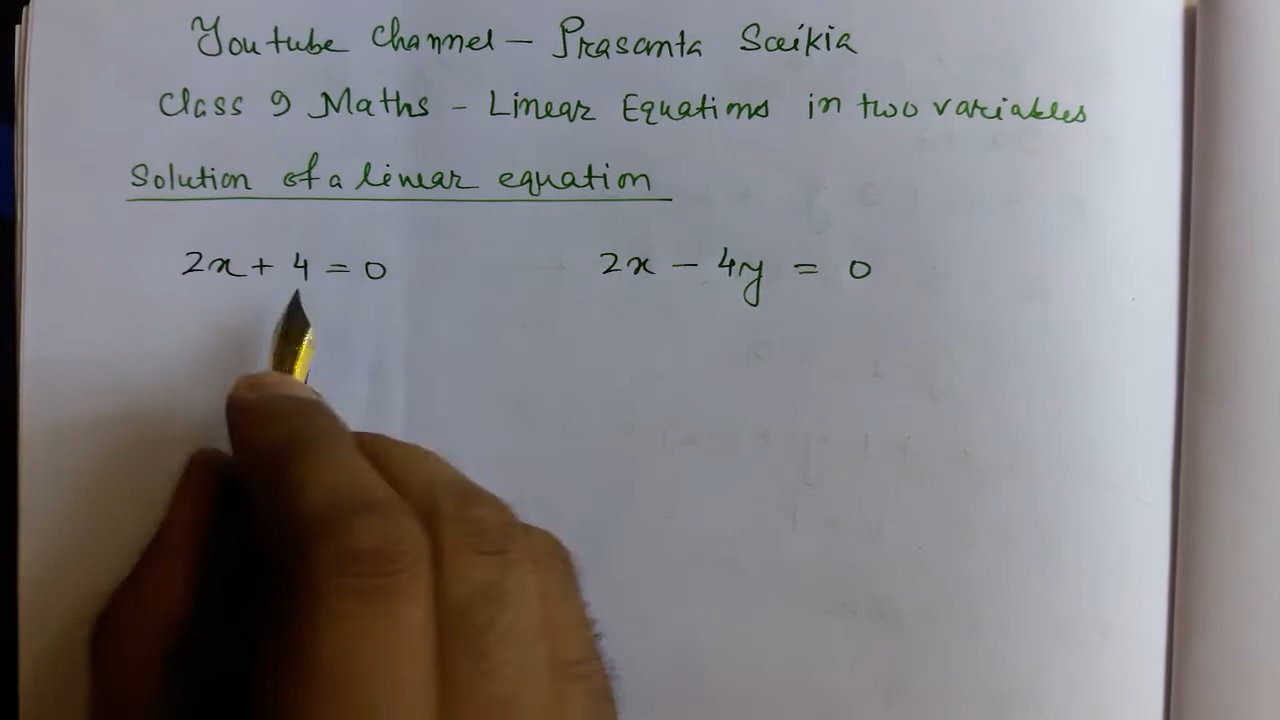 Youtube Channel – Prasanta Saikia
Class 9 Maths – Linear Equations in two variables
Solution of a linear equation
2x + 4 = 0 2x – 4y = 0